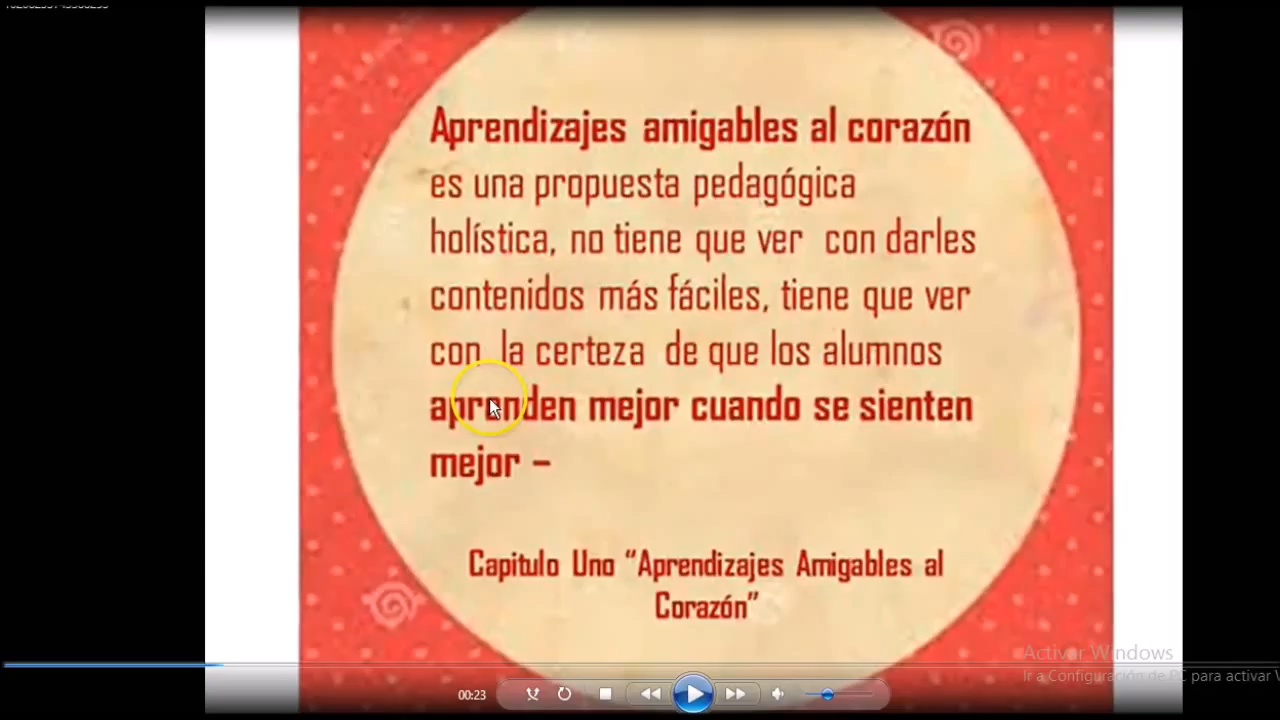 Aprendizajes amigables al corazón
es una propuesta pedagógica
holística, no tiene que ver con darles
contenidos más fáciles, tiene que ver
con la certeza de que los alumnos
aprenden mejor cuando se sienten
mejor –
Capitulo Uno "Aprendizajes Amigables al
Corazón"
Activar Windows
Ir a Configuración de PC para activar
00:23